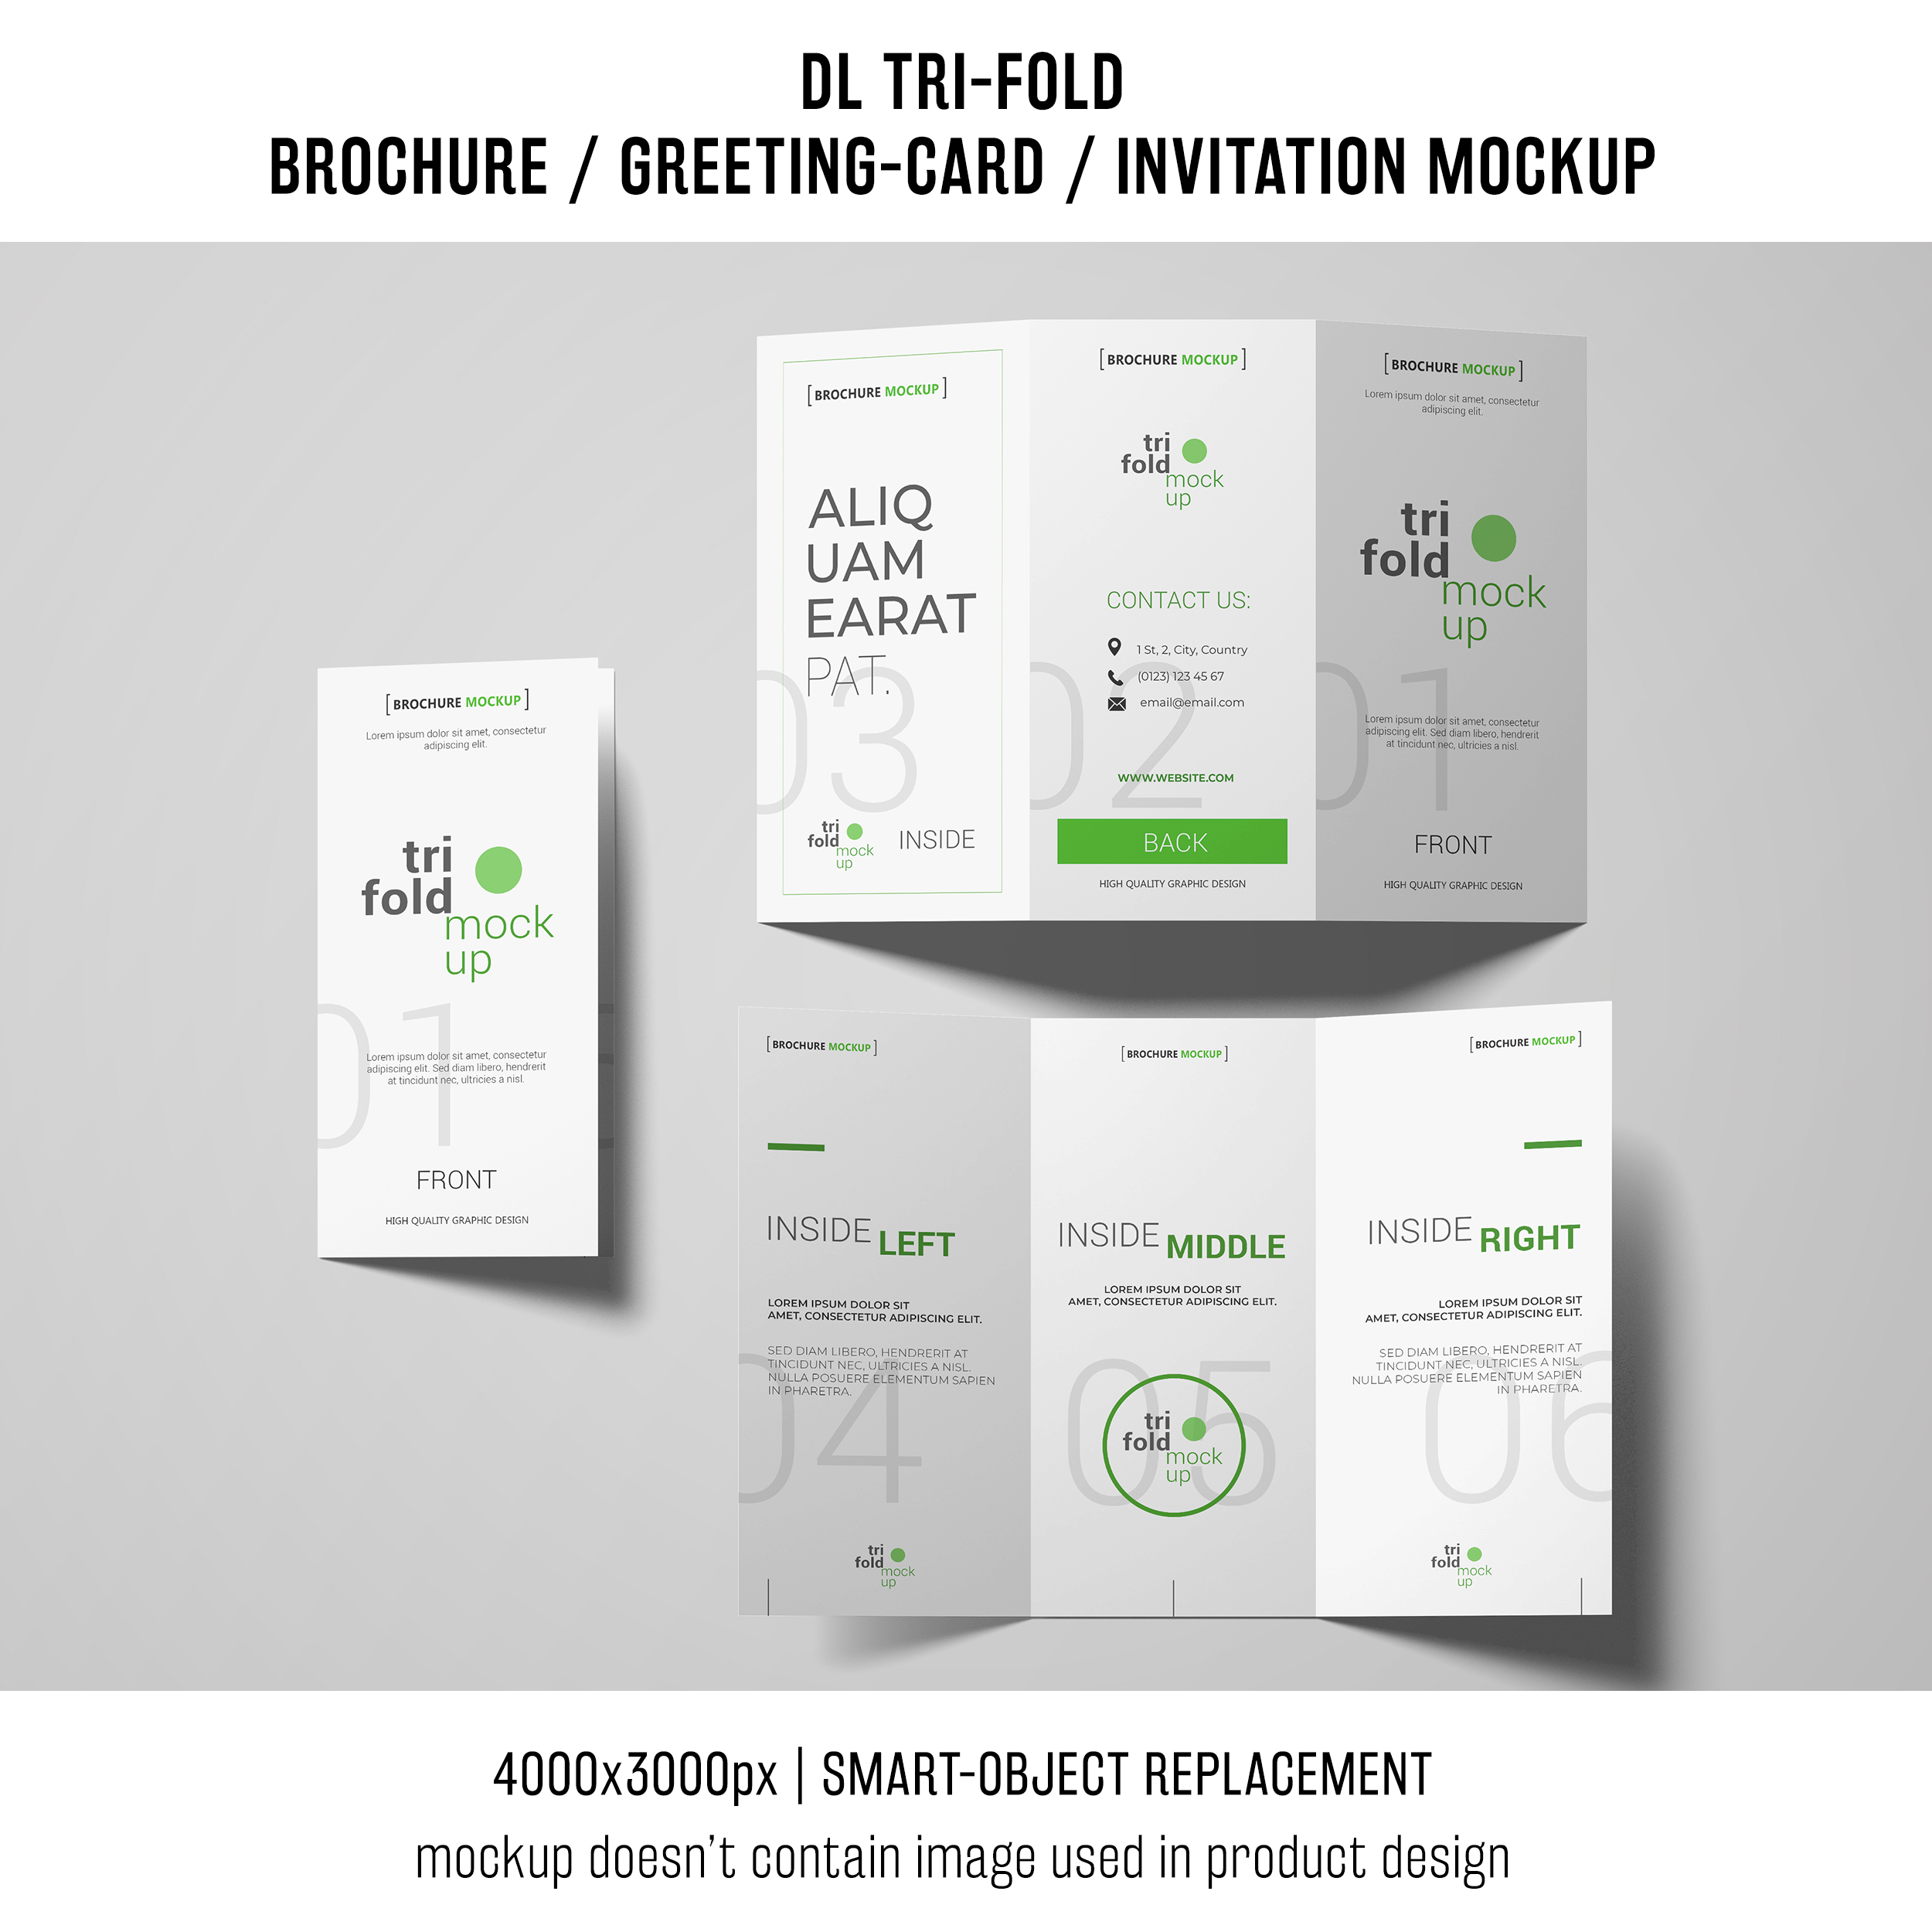 DL TRI-FOLD
BROCHURE / GREETING-CARD / INVITATION MOCKUP
[BROCHURE MOCKUP]
Lorem ipsum dolor sit amet, consectetur
adipiscing elit.
tri
fold
mock
up
01
Lorem ipsum dolor sit amet, consectetur
adipiscing elit. Sed diam libero, hendrerit
at tincidunt nec, ultricies a nisl.
FRONT
HIGH QUALITY GRAPHIC DESIGN
[BROCHURE MOCKUP]
ALIQ
UAM
EARAT
PAT.
03
tri
fold
mock
up
INSIDE
[BROCHURE MOCKUP]
tri
fold
mock
up
CONTACT US:
1 St, 2, City, Country
(0123) 123 45 67
email@email.com
02
WWW.WEBSITE.COM
BACK
HIGH QUALITY GRAPHIC DESIGN
[BROCHURE MOCKUP]
Lorem ipsum dolor sit amet, consectetur
adipiscing elit.
tri
fold
mock
up
01
Lorem ipsum dolor sit amet, consectetur
adipiscing elit. Sed diam libero, hendrerit
at tincidunt nec, ultricies a nisl.
FRONT
HIGH QUALITY GRAPHIC DESIGN
[BROCHURE MOCKUP]
INSIDE LEFT
LOREM IPSUM DOLOR SIT
AMET, CONSECTETUR ADIPISCING ELIT.
SED DIAM LIBERO, HENDRERIT AT
TINCIDUNT NEC, ULTRICIES A NISL.
NULLA POSUERE ELEMENTUM SAPIEN
IN PHARETRA.
04
tri
fold
mock
up
[BROCHURE MOCKUP]
INSIDE MIDDLE
LOREM IPSUM DOLOR SIT
AMET, CONSECTETUR ADIPISCING ELIT.
05
tri
fold
mock
up
[BROCHURE MOCKUP]
INSIDE RIGHT
LOREM IPSUM DOLOR SIT
AMET, CONSECTETUR ADIPISCING ELIT.
SED DIAM LIBERO, HENDRERIT AT
TINCIDUNT NEC, ULTRICIES A NISL.
NULLA POSUERE ELEMENTUM SAPIEN
IN PHARETRA.
06
tri
fold
mock
up
4000x3000px | SMART-OBJECT REPLACEMENT
mockup doesn't contain image used in product design